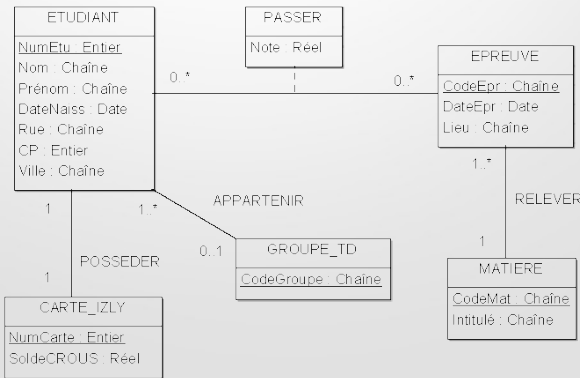 ETUDIANT
NumEtu : Entier
Nom : Chaîne
Prénom : Chaîne
DateNaiss : Date
Rue : Chaîne
CP : Entier
Ville : Chaîne
PASSER
Note : Réel
0..*
0..*
EPREUVE
CodeEpr : Chaîne
DateEpr : Date
Lieu : Chaîne
1..*
RELEVER
1
MATIERE
CodeMat : Chaîne
Intitulé : Chaîne
1..*
APPARTENIR
0..1
GROUPE_TD
CodeGroupe : Chaîne
1
POSSEDER
1
CARTE_IZLY
NumCarte : Entier
SoldeCROUS : Réel